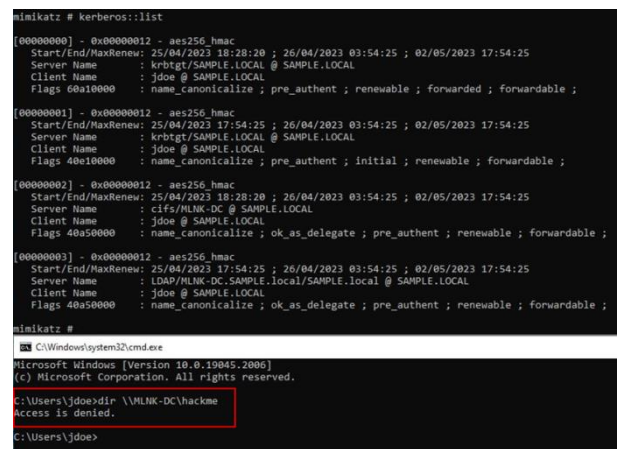 mimikatz # kerberos::list
[00000000] - 0x00000012 - aes256_hmac
Start/End/MaxRenew: 25/04/2023 18:28:20 ; 26/04/2023 03:54:25 ; 02/05/2023 17:54:25
Server Name : krbtgt/SAMPLE.LOCAL @ SAMPLE.LOCAL
Client Name : jdoe @ SAMPLE.LOCAL
Flags 60a10000 : name_canonicalize ; pre_authent ; renewable ; forwarded ; forwardable ;
[00000001] - 0x00000012 - aes256_hmac
Start/End/MaxRenew: 25/04/2023 17:54:25 ; 26/04/2023 03:54:25 ; 02/05/2023 17:54:25
Server Name : krbtgt/SAMPLE.LOCAL @ SAMPLE.LOCAL
Client Name : jdoe @ SAMPLE.LOCAL
Flags 40e10000 : name_canonicalize ; pre_authent ; initial ; renewable ; forwardable ;
[00000002] - 0x00000012 - aes256_hmac
Start/End/MaxRenew: 25/04/2023 18:28:20 ; 26/04/2023 03:54:25 ; 02/05/2023 17:54:25
Server Name : cifs/MLNK-DC @ SAMPLE.LOCAL
Client Name : jdoe @ SAMPLE.LOCAL
Flags 40a50000 : name_canonicalize ; ok_as_delegate ; pre_authent ; renewable ; forwardable ;
[00000003] - 0x00000012 - aes256_hmac
Start/End/MaxRenew: 25/04/2023 17:54:25 ; 26/04/2023 03:54:25 ; 02/05/2023 17:54:25
Server Name : LDAP/MLNK-DC.SAMPLE.local/SAMPLE.local @ SAMPLE.LOCAL
Client Name : jdoe @ SAMPLE.LOCAL
Flags 40a50000 : name_canonicalize ; ok_as_delegate ; pre_authent ; renewable ; forwardable ;
mimikatz #
C:\Windows\system32\cmd.exe
Microsoft Windows [Version 10.0.19045.2006]
(c) Microsoft Corporation. All rights reserved.
C:\Users\jdoe>dir \\MLNK-DC\hackme
Access is denied.
C:\Users\jdoe>